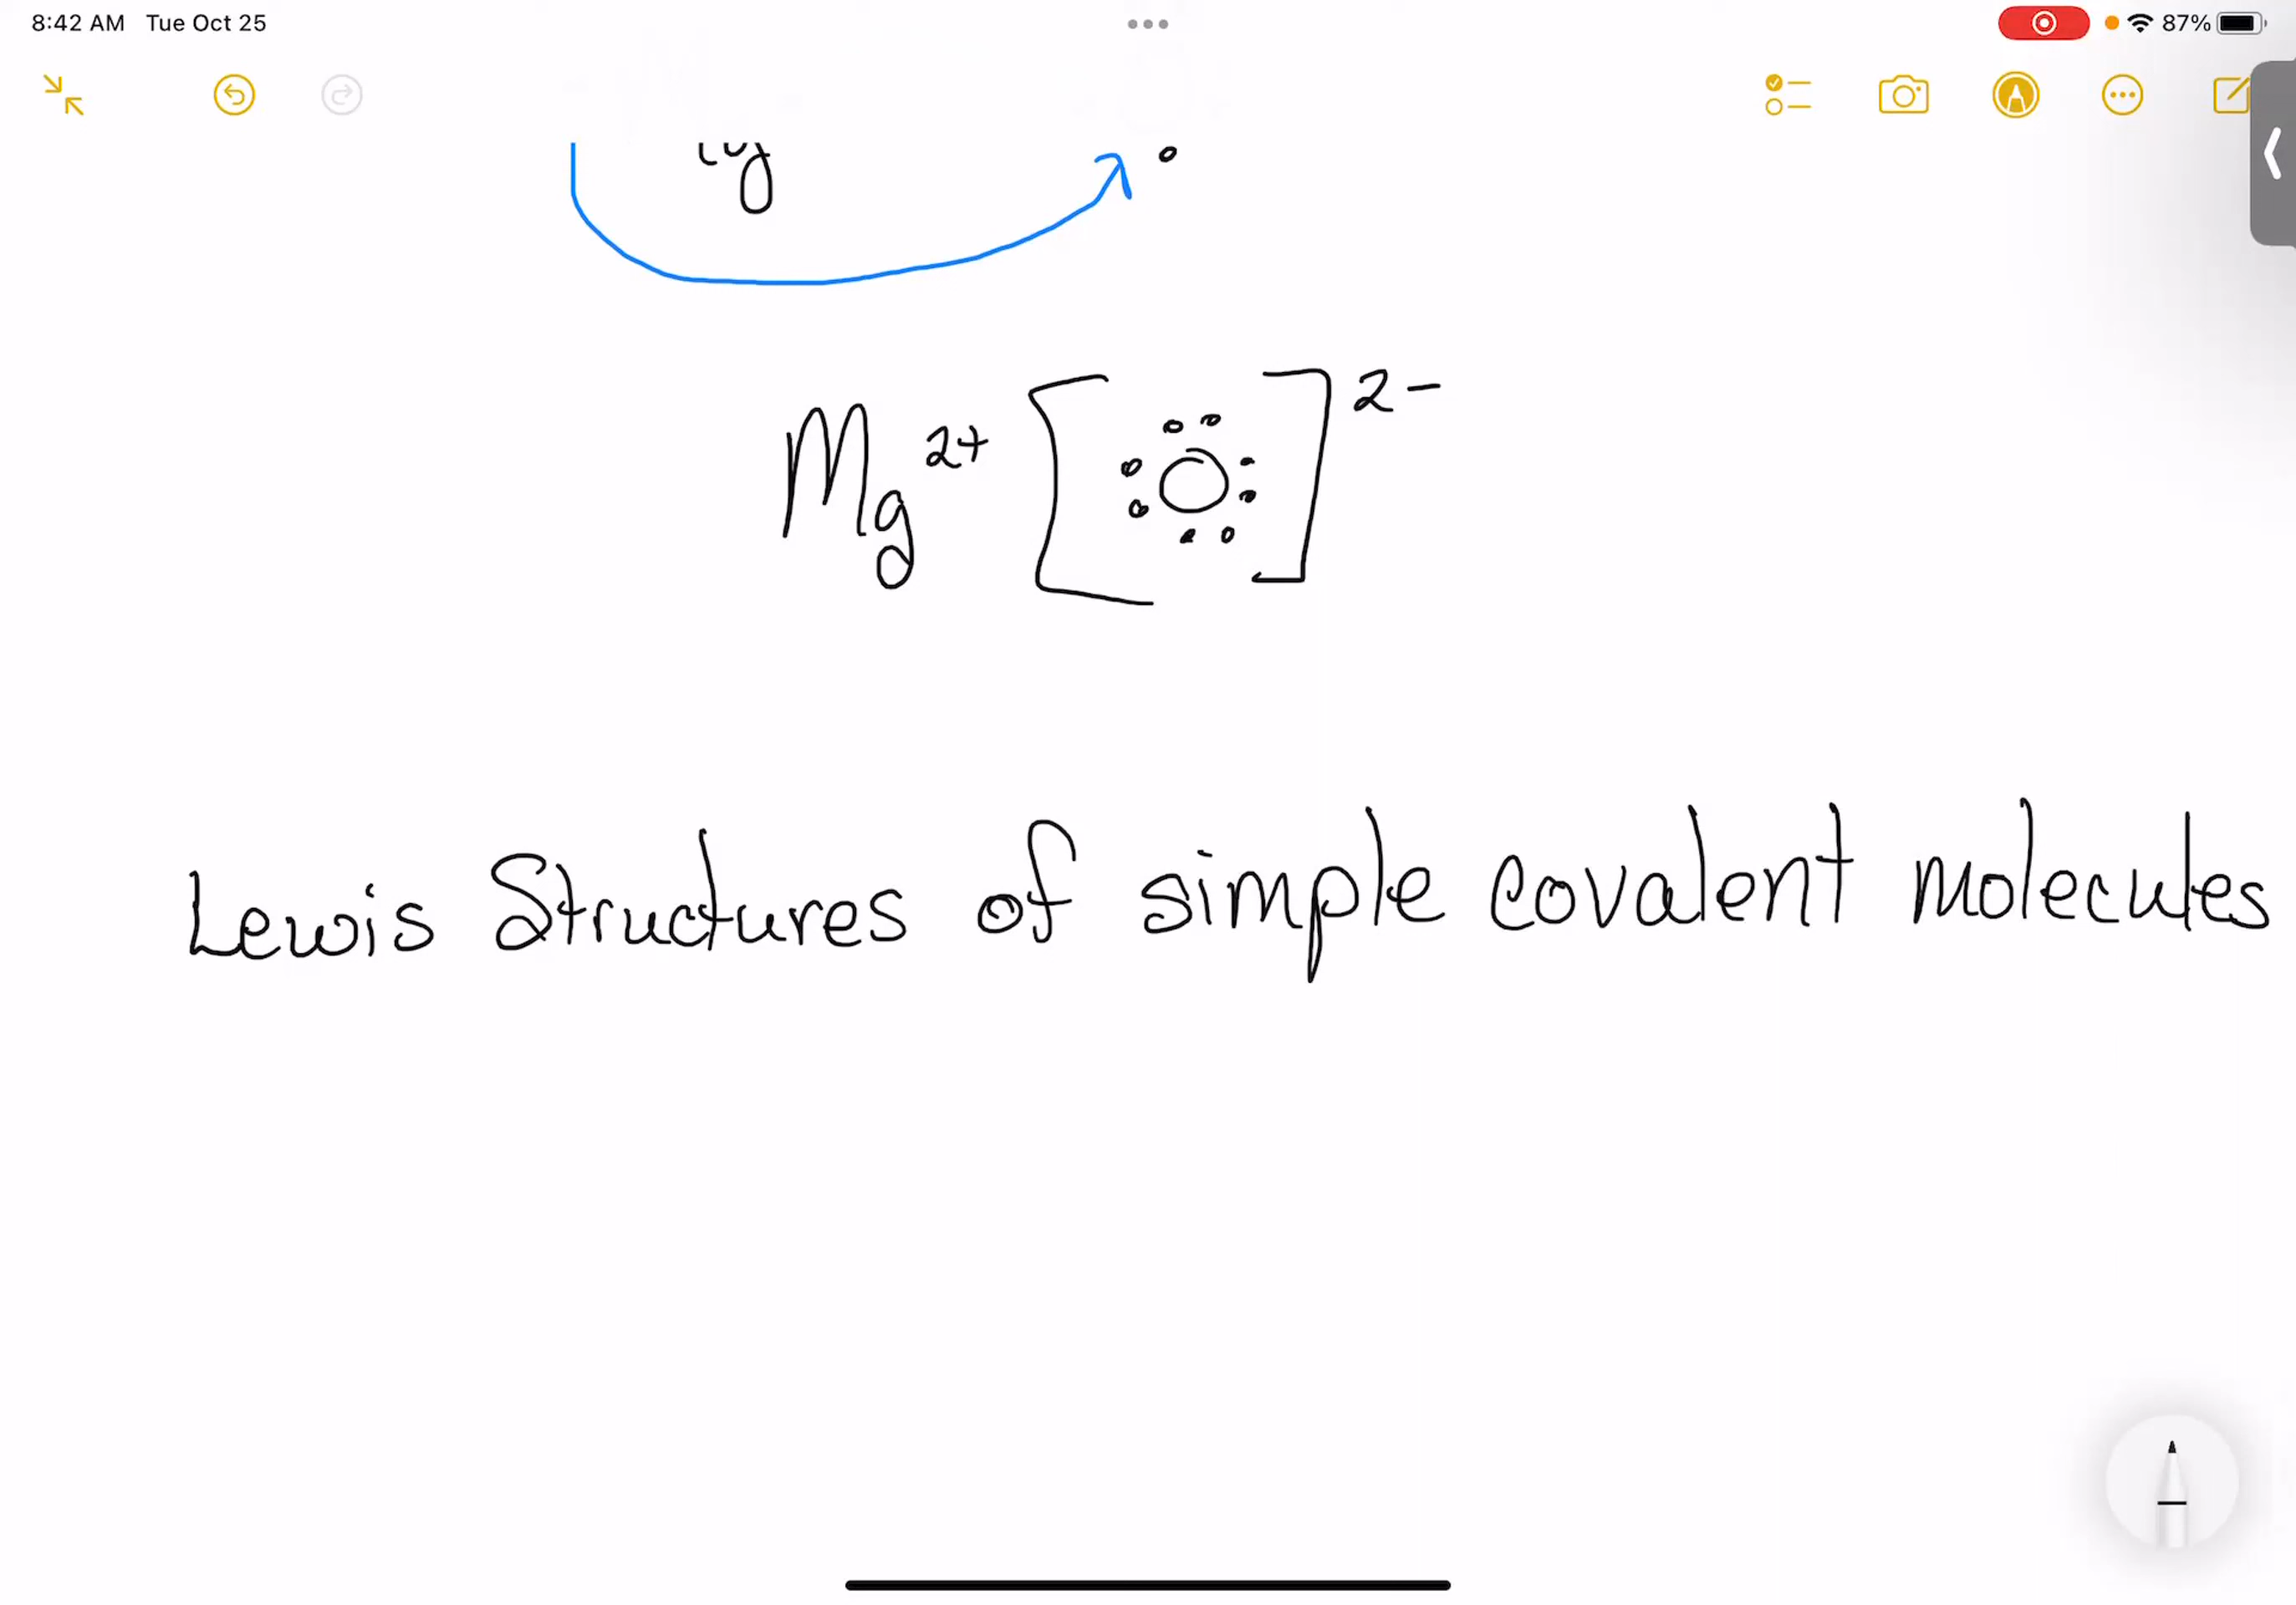 8:42 AM Tue Oct 25
87%
Mg²⁺ [O]²⁻
Lewis Structures of simple covalent molecules